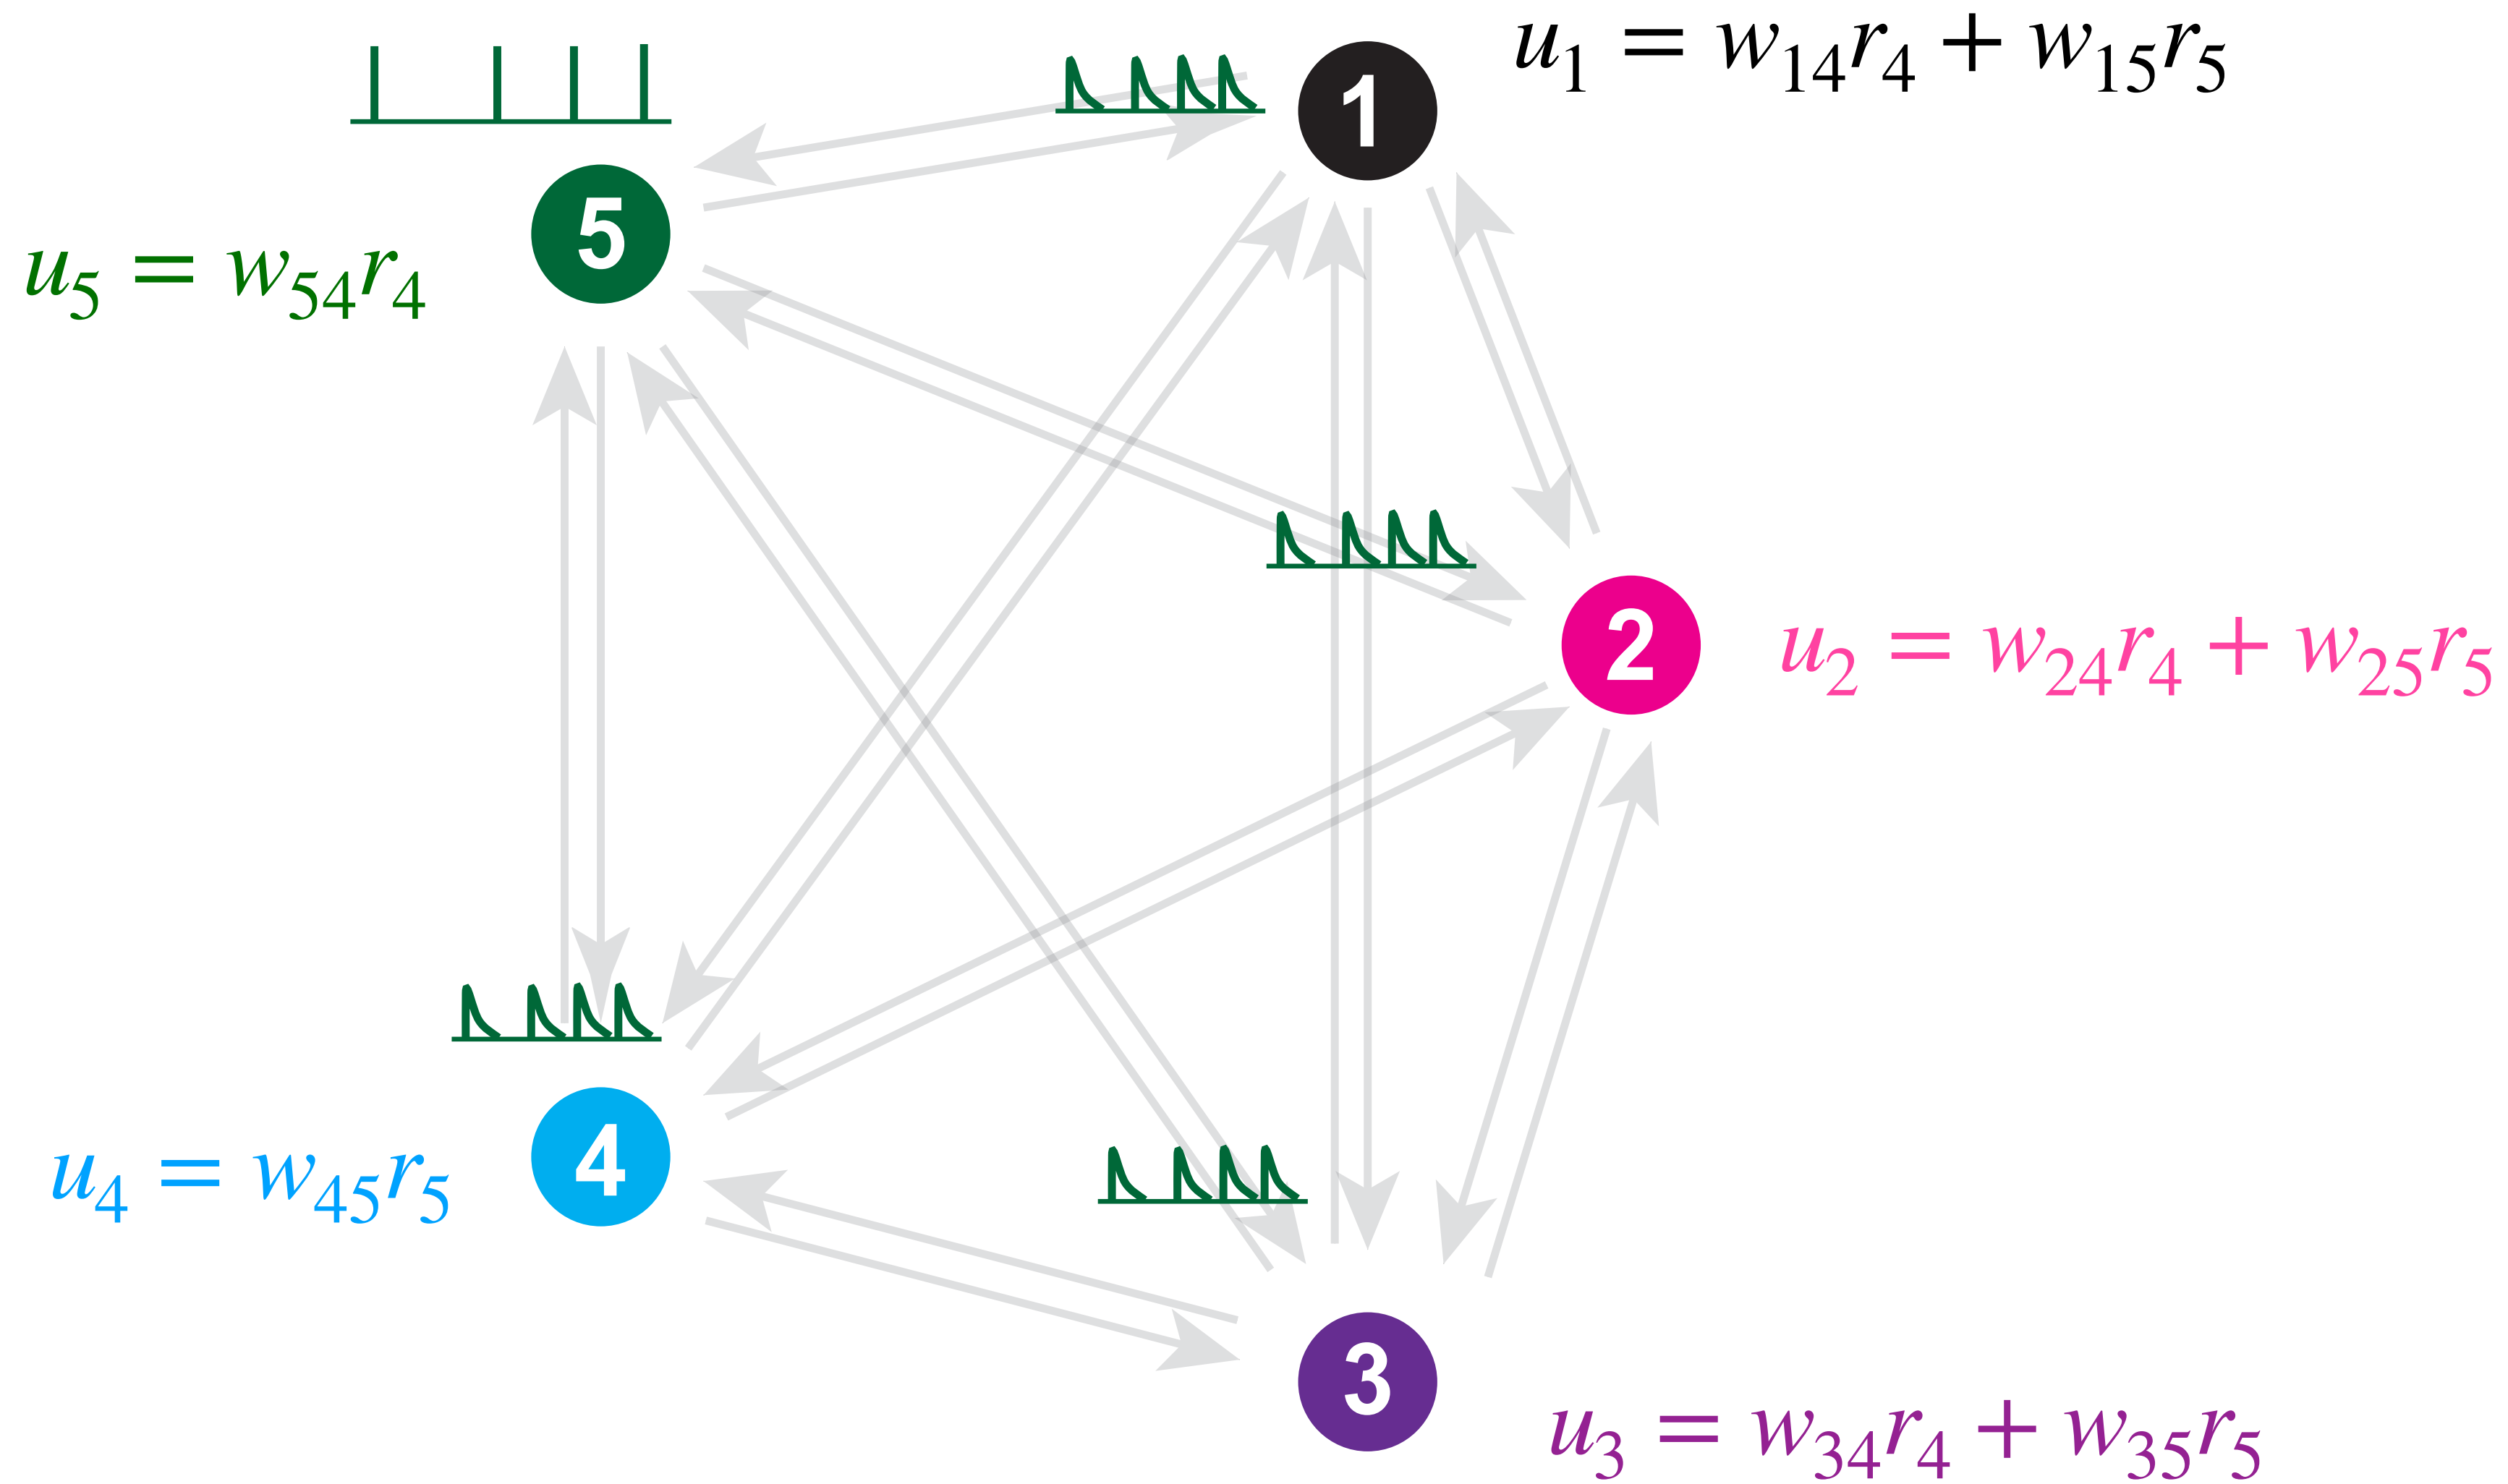 u₁ = w₁₄r₄ + w₁₅r₅
1
5
u₅ = w₅₄r₄
2
u₂ = w₂₄r₄ + w₂₅r₅
4
u₄ = w₄₅r₅
3
u₃ = w₃₄r₄ + w₃₅r₅